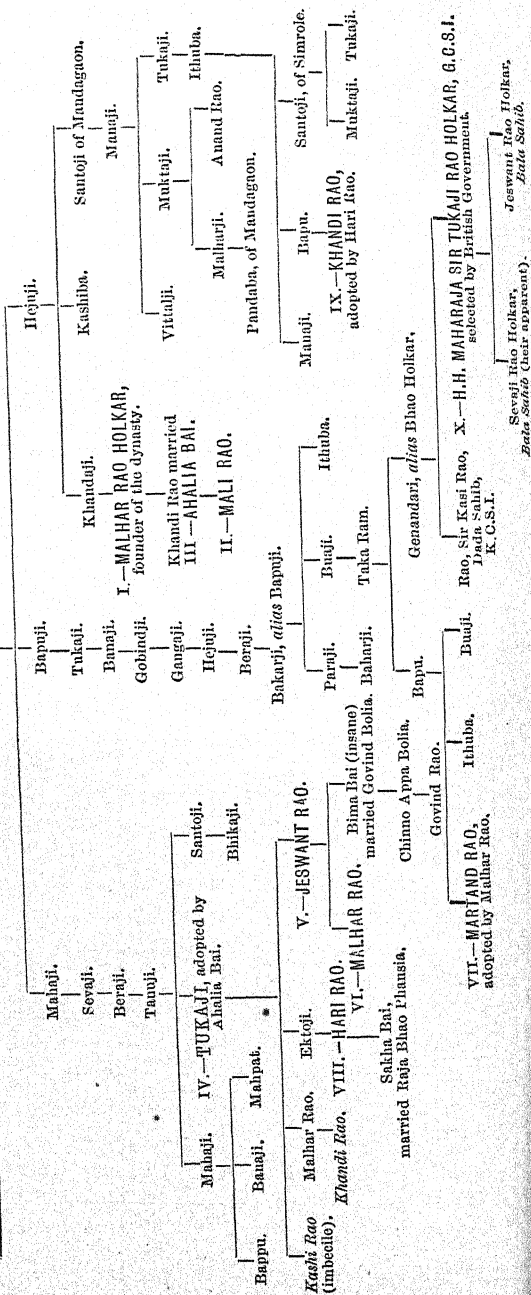 Mahaji.
Bapuji.
Hejuji.
Sevaji.
Tukaji.
Khandaji.
Kashiba.
Santoji of Mandagaon.
Beraji.
Banaji.
I.—MALHAR RAO HOLKAR,
founder of the dynasty.
Manaji.
Tanuji.
Gobindji.
Khandi Rao married
III—AHALIA BAI.
Vittalji.
Muktaji.
Tukaji.
Gangaji.
II.—MALI RAO.
Malharji.
Anand Rao.
Ithuba.
Hejuji.
Pandaba, of Mandagaon.
Beraji.
Mahaji.
IV.—TUKAJI, adopted by
Ahalia Bai.
Santoji.
Bakarji, alias Bapuji.
Manaji.
Bapu.
Santoji, of Simrole.
Bappu.
Banaji.
Mahpat.
Bhikaji.
Paraji.
Buaji.
Ithuba.
IX.—KHANDI RAO,
adopted by Hari Rao.
Muktaji.
Tukaji.
Baharji.
Taka Ram.
Kashi Rao
(imbecile).
Malhar Rao.
Ektoji.
V.—JESWANT RAO.
Khandi Rao.
VIII.—HARI RAO.
VI.—MALHAR RAO.
Bima Bai (insane)
married Govind Bolia.
Bapu.
Genandari, alias Bhao Holkar.
Sakha Bai,
married Raja Bhao Phansia.
Chinno Appa Bolia.
Govind Rao.
Rao, Sir Kasi Rao,
Dada Sahib,
K.C.S.I.
X.—H.H. MAHARAJA SIR TUKAJI RAO HOLKAR, G.C.S.I.
selected by British Government.
VII.—MARTAND RAO,
adopted by Malhar Rao.
Ithuba.
Buaji.
Sevaji Rao Holkar,
Bala Sahib (heir apparent).
Jeswant Rao Holkar,
Bala Sahib.